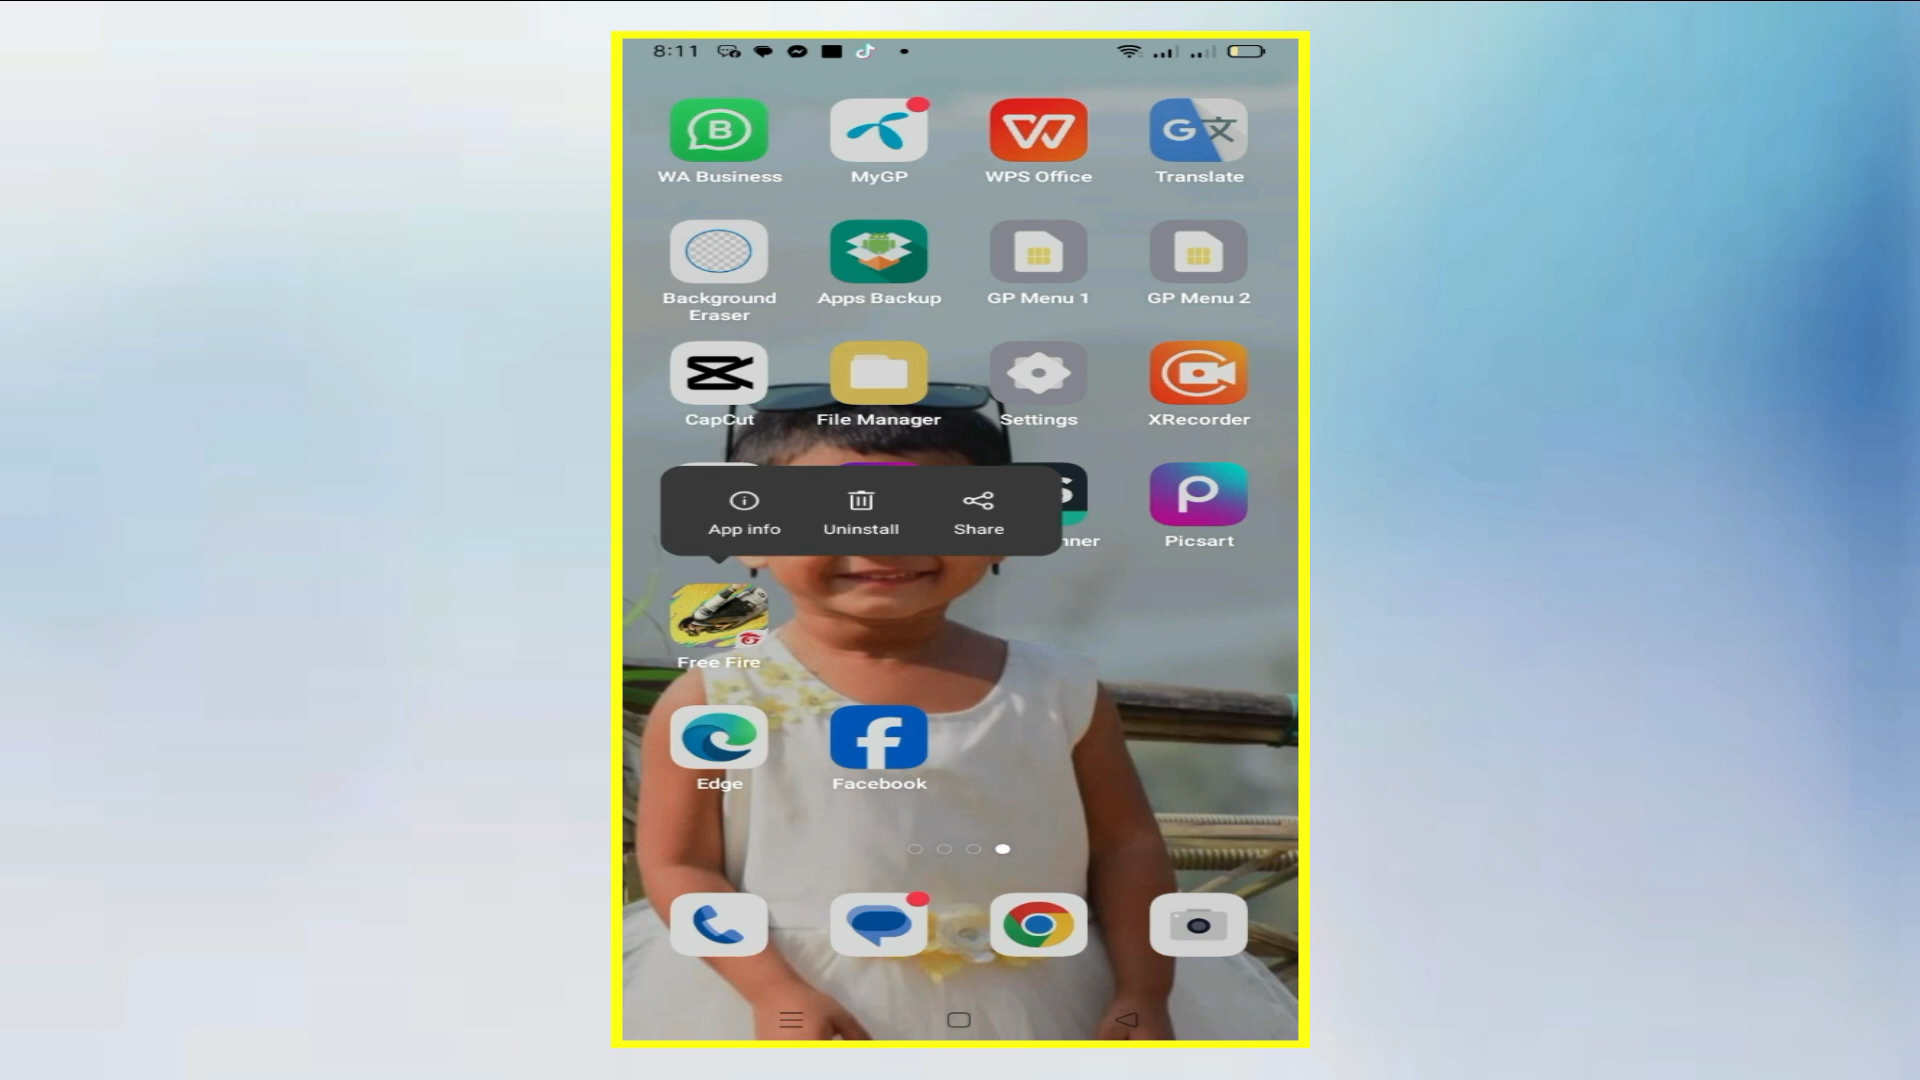 8:11
WA Business
MyGP
WPS Office
Translate
Background
Eraser
Apps Backup
GP Menu 1
GP Menu 2
CapCut
File Manager
Settings
XRecorder
App info
Uninstall
Share
nner
Picsart
Free Fire
Edge
Facebook